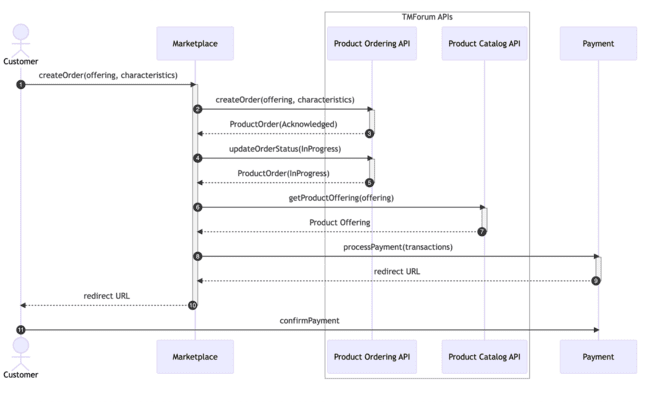 TMForum APIs
Marketplace
Product Ordering API
Product Catalog API
Payment
Customer
createOrder(offering, characteristics)
1
createOrder(offering, characteristics)
2
ProductOrder(Acknowledged)
3
updateOrderStatus(InProgress)
4
ProductOrder(InProgress)
5
getProductOffering(offering)
6
Product Offering
7
processPayment(transactions)
8
redirect URL
9
redirect URL
10
confirmPayment
11
Marketplace
Product Ordering API
Product Catalog API
Payment
Customer